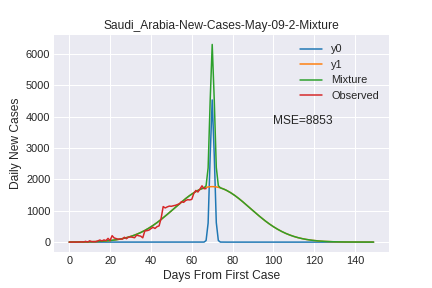 Saudi_Arabia-New-Cases-May-09-2-Mixture
y0
y1
Mixture
Observed
MSE=8853
Daily New Cases
6000
5000
4000
3000
2000
1000
0
0 20 40 60 80 100 120 140
Days From First Case